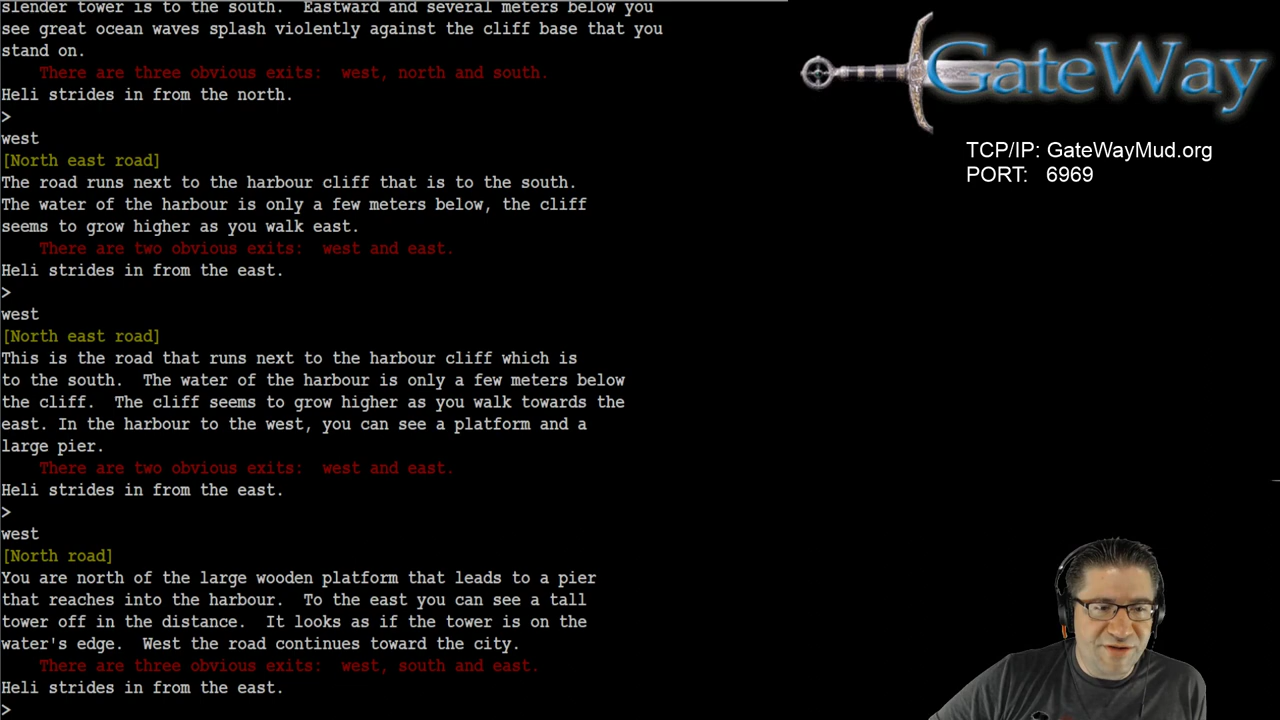 slender tower is to the south.  Eastward and several meters below you
see great ocean waves splash violently against the cliff base that you
stand on.
There are three obvious exits:  west, north and south.
Heli strides in from the north.
>
west
[North east road]
The road runs next to the harbour cliff that is to the south.
The water of the harbour is only a few meters below, the cliff
seems to grow higher as you walk east.
There are two obvious exits:  west and east.
Heli strides in from the east.
>
west
[North east road]
This is the road that runs next to the harbour cliff which is
to the south.  The water of the harbour is only a few meters below
the cliff.  The cliff seems to grow higher as you walk towards the
east. In the harbour to the west, you can see a platform and a
large pier.
There are two obvious exits:  west and east.
Heli strides in from the east.
>
west
[North road]
You are north of the large wooden platform that leads to a pier
that reaches into the harbour.  To the east you can see a tall
tower off in the distance.  It looks as if the tower is on the
water's edge.  West the road continues toward the city.
There are three obvious exits:  west, south and east.
Heli strides in from the east.
>
GateWay
TCP/IP: GateWayMud.org
PORT:   6969